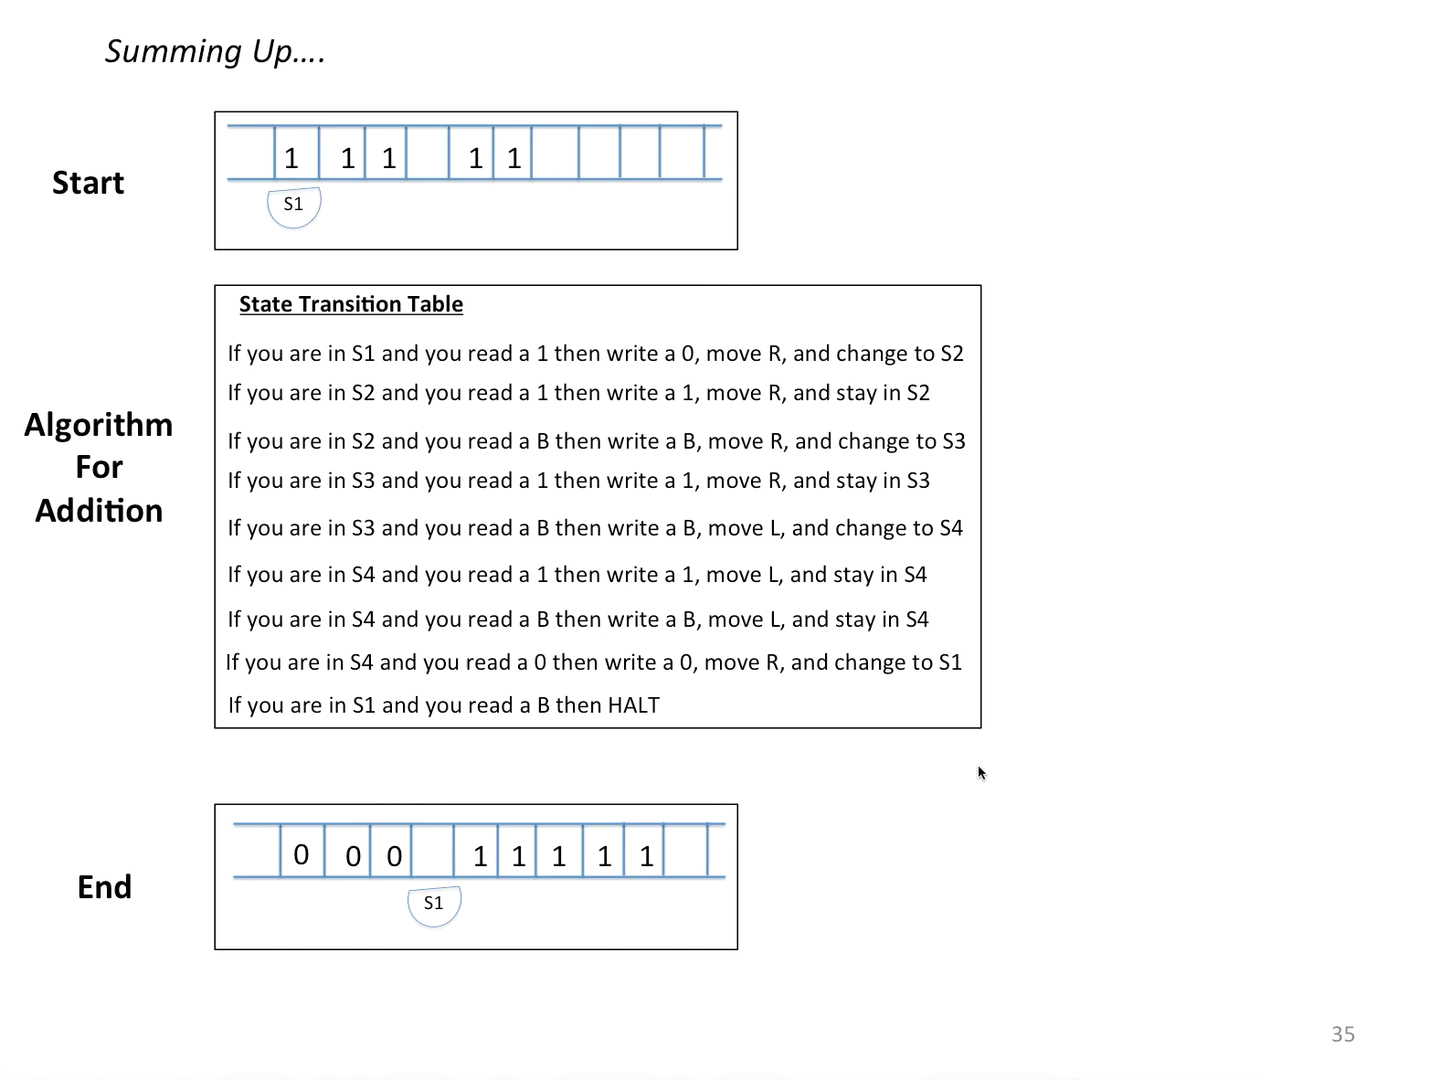 Summing Up....
Start
1 1 1 1 1
S1
State Transition Table
If you are in S1 and you read a 1 then write a 0, move R, and change to S2
If you are in S2 and you read a 1 then write a 1, move R, and stay in S2
If you are in S2 and you read a B then write a B, move R, and change to S3
If you are in S3 and you read a 1 then write a 1, move R, and stay in S3
If you are in S3 and you read a B then write a B, move L, and change to S4
If you are in S4 and you read a 1 then write a 1, move L, and stay in S4
If you are in S4 and you read a B then write a B, move L, and stay in S4
If you are in S4 and you read a 0 then write a 0, move R, and change to S1
If you are in S1 and you read a B then HALT
Algorithm
For
Addition
End
0 0 0 1 1 1 1 1
S1
35